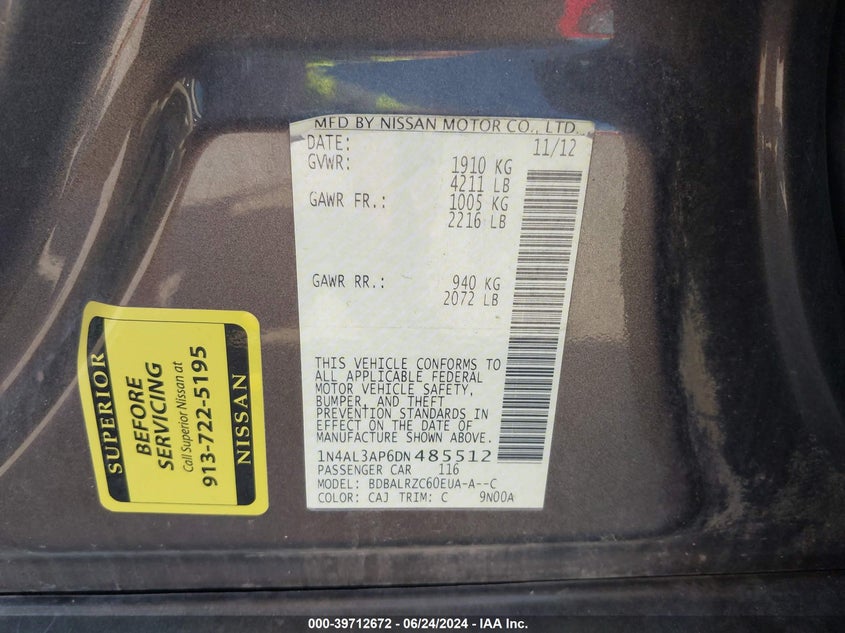 MFD BY NISSAN MOTOR CO., LTD.
DATE: 11/12
GVWR: 1910 KG
4211 LB
GAWR FR.: 1005 KG
2216 LB
GAWR RR.: 940 KG
2072 LB
THIS VEHICLE CONFORMS TO
ALL APPLICABLE FEDERAL
MOTOR VEHICLE SAFETY,
BUMPER, AND THEFT
PREVENTION STANDARDS IN
EFFECT ON THE DATE OF
MANUFACTURE SHOWN ABOVE.
1N4AL3AP6DN485512
PASSENGER CAR 116
MODEL: BDBALRZC60EUA-A--C
COLOR: CAJ TRIM: C 9N00A
SUPERIOR
BEFORE
SERVICING
Call Superior Nissan at
913-722-5195
NISSAN
000-39712672 / 06/24/2024 - IAA Inc.